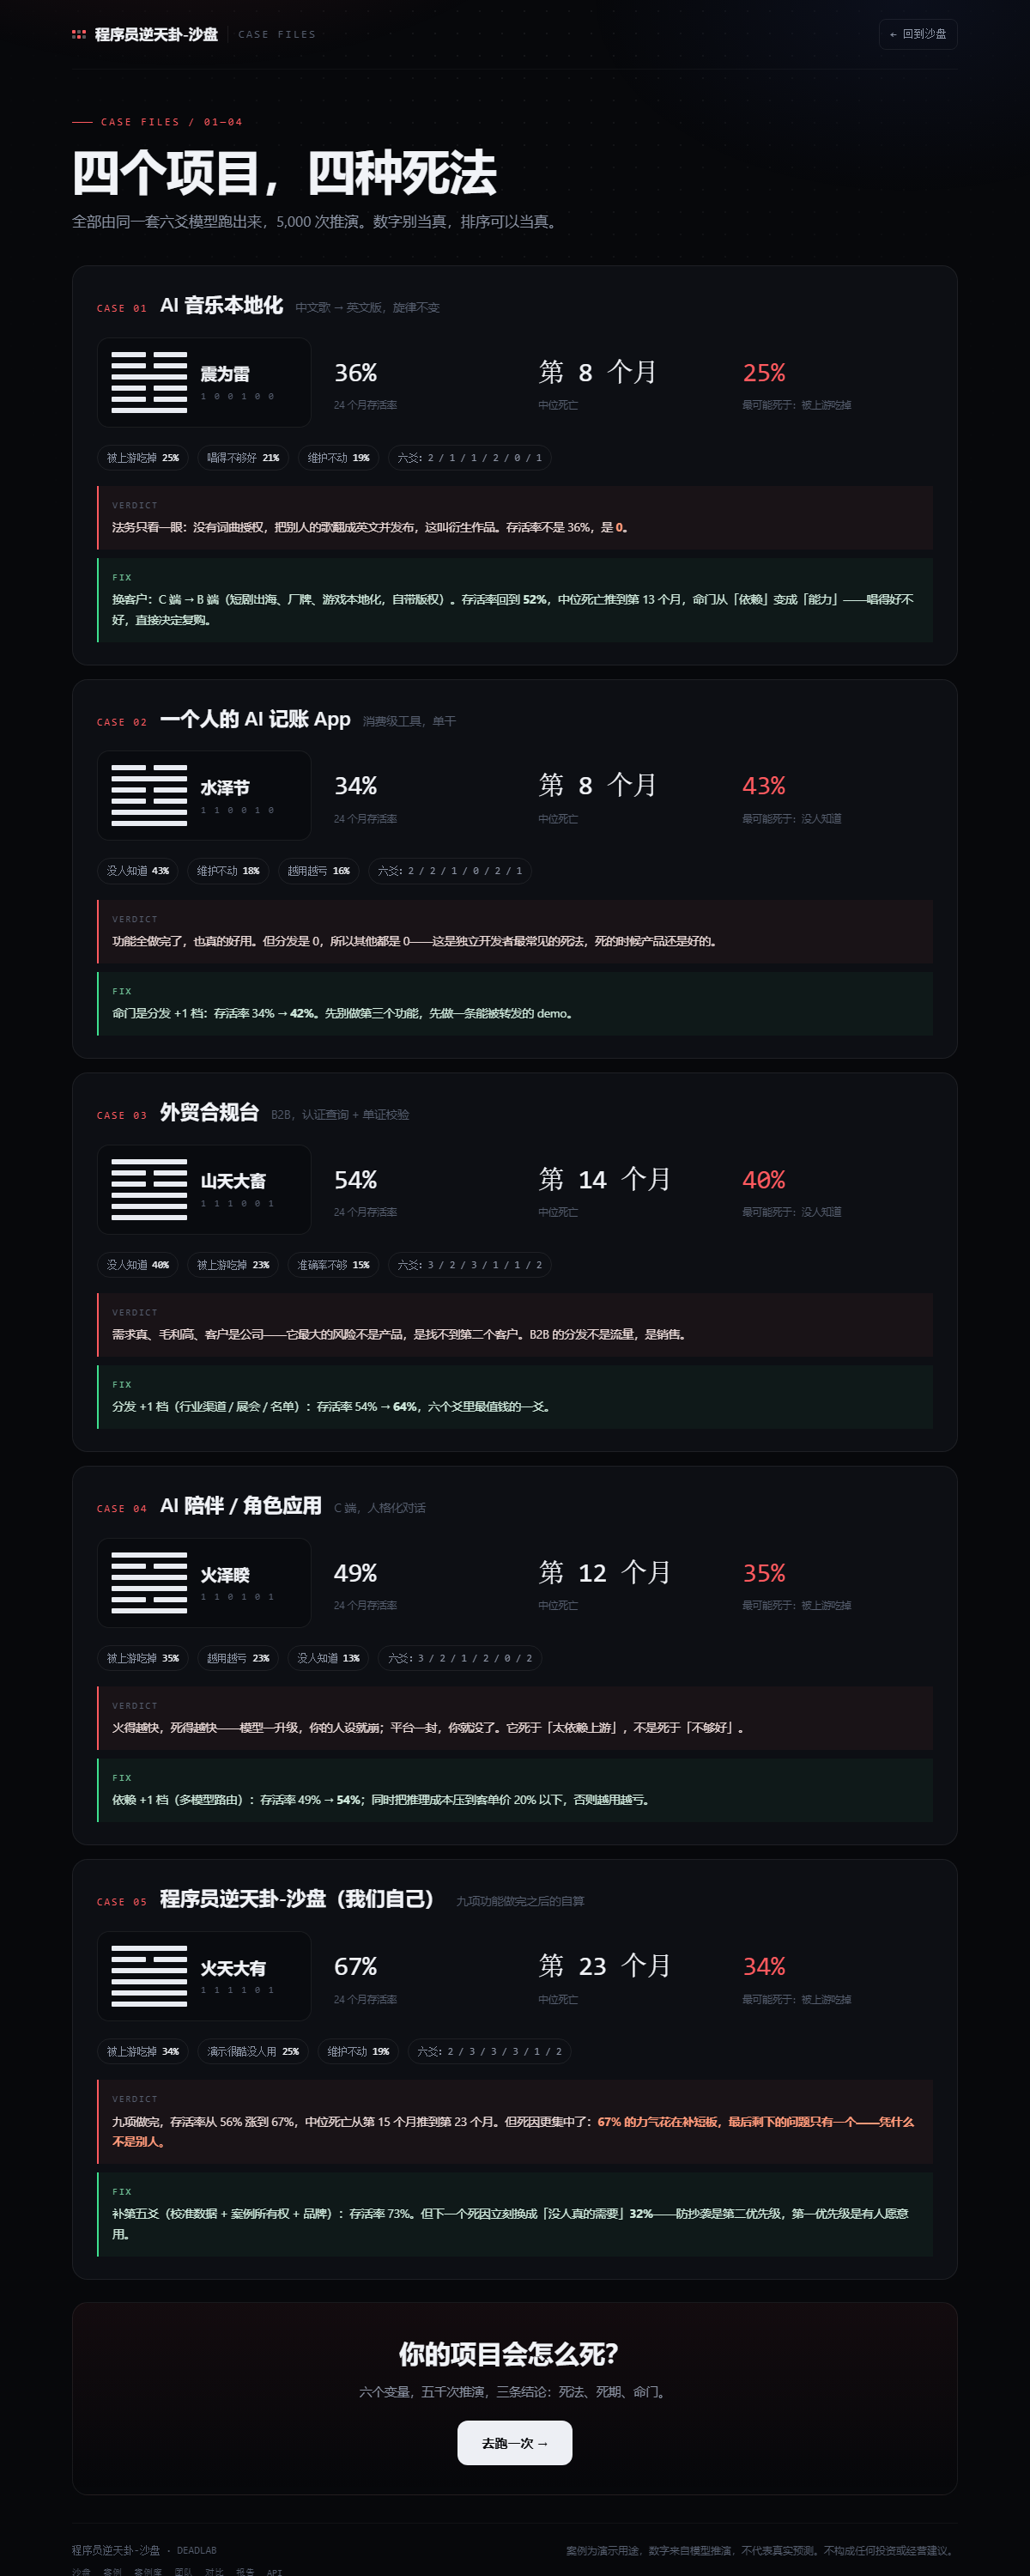 程序员逆天卦-沙盘 CASE FILES
← 回到沙盘
CASE FILES / 01—04
四个项目，四种死法
全部由同一套六爻模型跑出来，5,000 次推演。数字别当真，排序可以当真。
CASE 01 AI 音乐本地化 中文歌 → 英文版，旋律不变
震为雷
1 0 0 1 0 0
36%
24 个月存活率
第 8 个月
中位死亡
25%
最可能死于：被上游吃掉
被上游吃掉 25% 唱得不够好 21% 维护不动 19% 六爻：2 / 1 / 1 / 2 / 0 / 1
VERDICT
法务只看一眼：没有词曲授权，把别人的歌翻成英文并发布，这叫衍生作品。存活率不是 36%，是 0。
FIX
换客户：C 端 → B 端（短剧出海、厂牌、游戏本地化，自带版权）。存活率回到 52%，中位死亡推到第 13 个月，命门从「依赖」变成「能力」——唱得好不
好，直接决定复购。
CASE 02 一个人的 AI 记账 App 消费级工具，单干
水泽节
1 1 0 0 1 0
34%
24 个月存活率
第 8 个月
中位死亡
43%
最可能死于：没人知道
没人知道 43% 维护不动 18% 越用越亏 16% 六爻：2 / 2 / 1 / 0 / 2 / 1
VERDICT
功能全做完了，也真的好用。但分发是 0，所以其他都是 0——这是独立开发者最常见的死法，死的时候产品还是好的。
FIX
命门是分发 +1 档：存活率 34% → 42%。先别做第三个功能，先做一条能被转发的 demo。
CASE 03 外贸合规台 B2B，认证查询 + 单证校验
山天大畜
1 1 1 0 0 1
54%
24 个月存活率
第 14 个月
中位死亡
40%
最可能死于：没人知道
没人知道 40% 被上游吃掉 23% 准确率不够 15% 六爻：3 / 2 / 3 / 1 / 1 / 2
VERDICT
需求真、毛利高、客户是公司——它最大的风险不是产品，是找不到第二个客户。B2B 的分发不是流量，是销售。
FIX
分发 +1 档（行业渠道 / 展会 / 名单）：存活率 54% → 64%，六个爻里最值钱的一爻。
CASE 04 AI 陪伴 / 角色应用 C 端，人格化对话
火泽睽
1 1 0 1 0 1
49%
24 个月存活率
第 12 个月
中位死亡
35%
最可能死于：被上游吃掉
被上游吃掉 35% 越用越亏 23% 没人知道 13% 六爻：3 / 2 / 1 / 2 / 0 / 2
VERDICT
火得越快，死得越快——模型一升级，你的人设就崩；平台一封，你就没了。它死于「太依赖上游」，不是死于「不够好」。
FIX
依赖 +1 档（多模型路由）：存活率 49% → 54%；同时把推理成本压到客单价 20% 以下，否则越用越亏。
CASE 05 程序员逆天卦-沙盘（我们自己） 九项功能做完之后的自算
火天大有
1 1 1 1 0 1
67%
24 个月存活率
第 23 个月
中位死亡
34%
最可能死于：被上游吃掉
被上游吃掉 34% 演示很酷没人用 25% 维护不动 19% 六爻：2 / 3 / 3 / 3 / 1 / 2
VERDICT
九项做完，存活率从 56% 涨到 67%，中位死亡从第 15 个月推到第 23 个月。但死因更集中了：67% 的力气花在补短板，最后剩下的问题只有一个——凭什么
不是别人。
FIX
补第五爻（校准数据 + 案例所有权 + 品牌）：存活率 73%。但下一个死因立刻换成「没人真的需要」32%——防抄袭是第二优先级，第一优先级是有人愿意
用。
你的项目会怎么死？
六个变量，五千次推演，三条结论：死法、死期、命门。
去跑一次 →
程序员逆天卦-沙盘 · DEADLAB
案例为演示用途，数字来自模型推演，不代表真实预测。不构成任何投资或经营建议。
沙盘 案例 案例库 团队 对比 报告 API